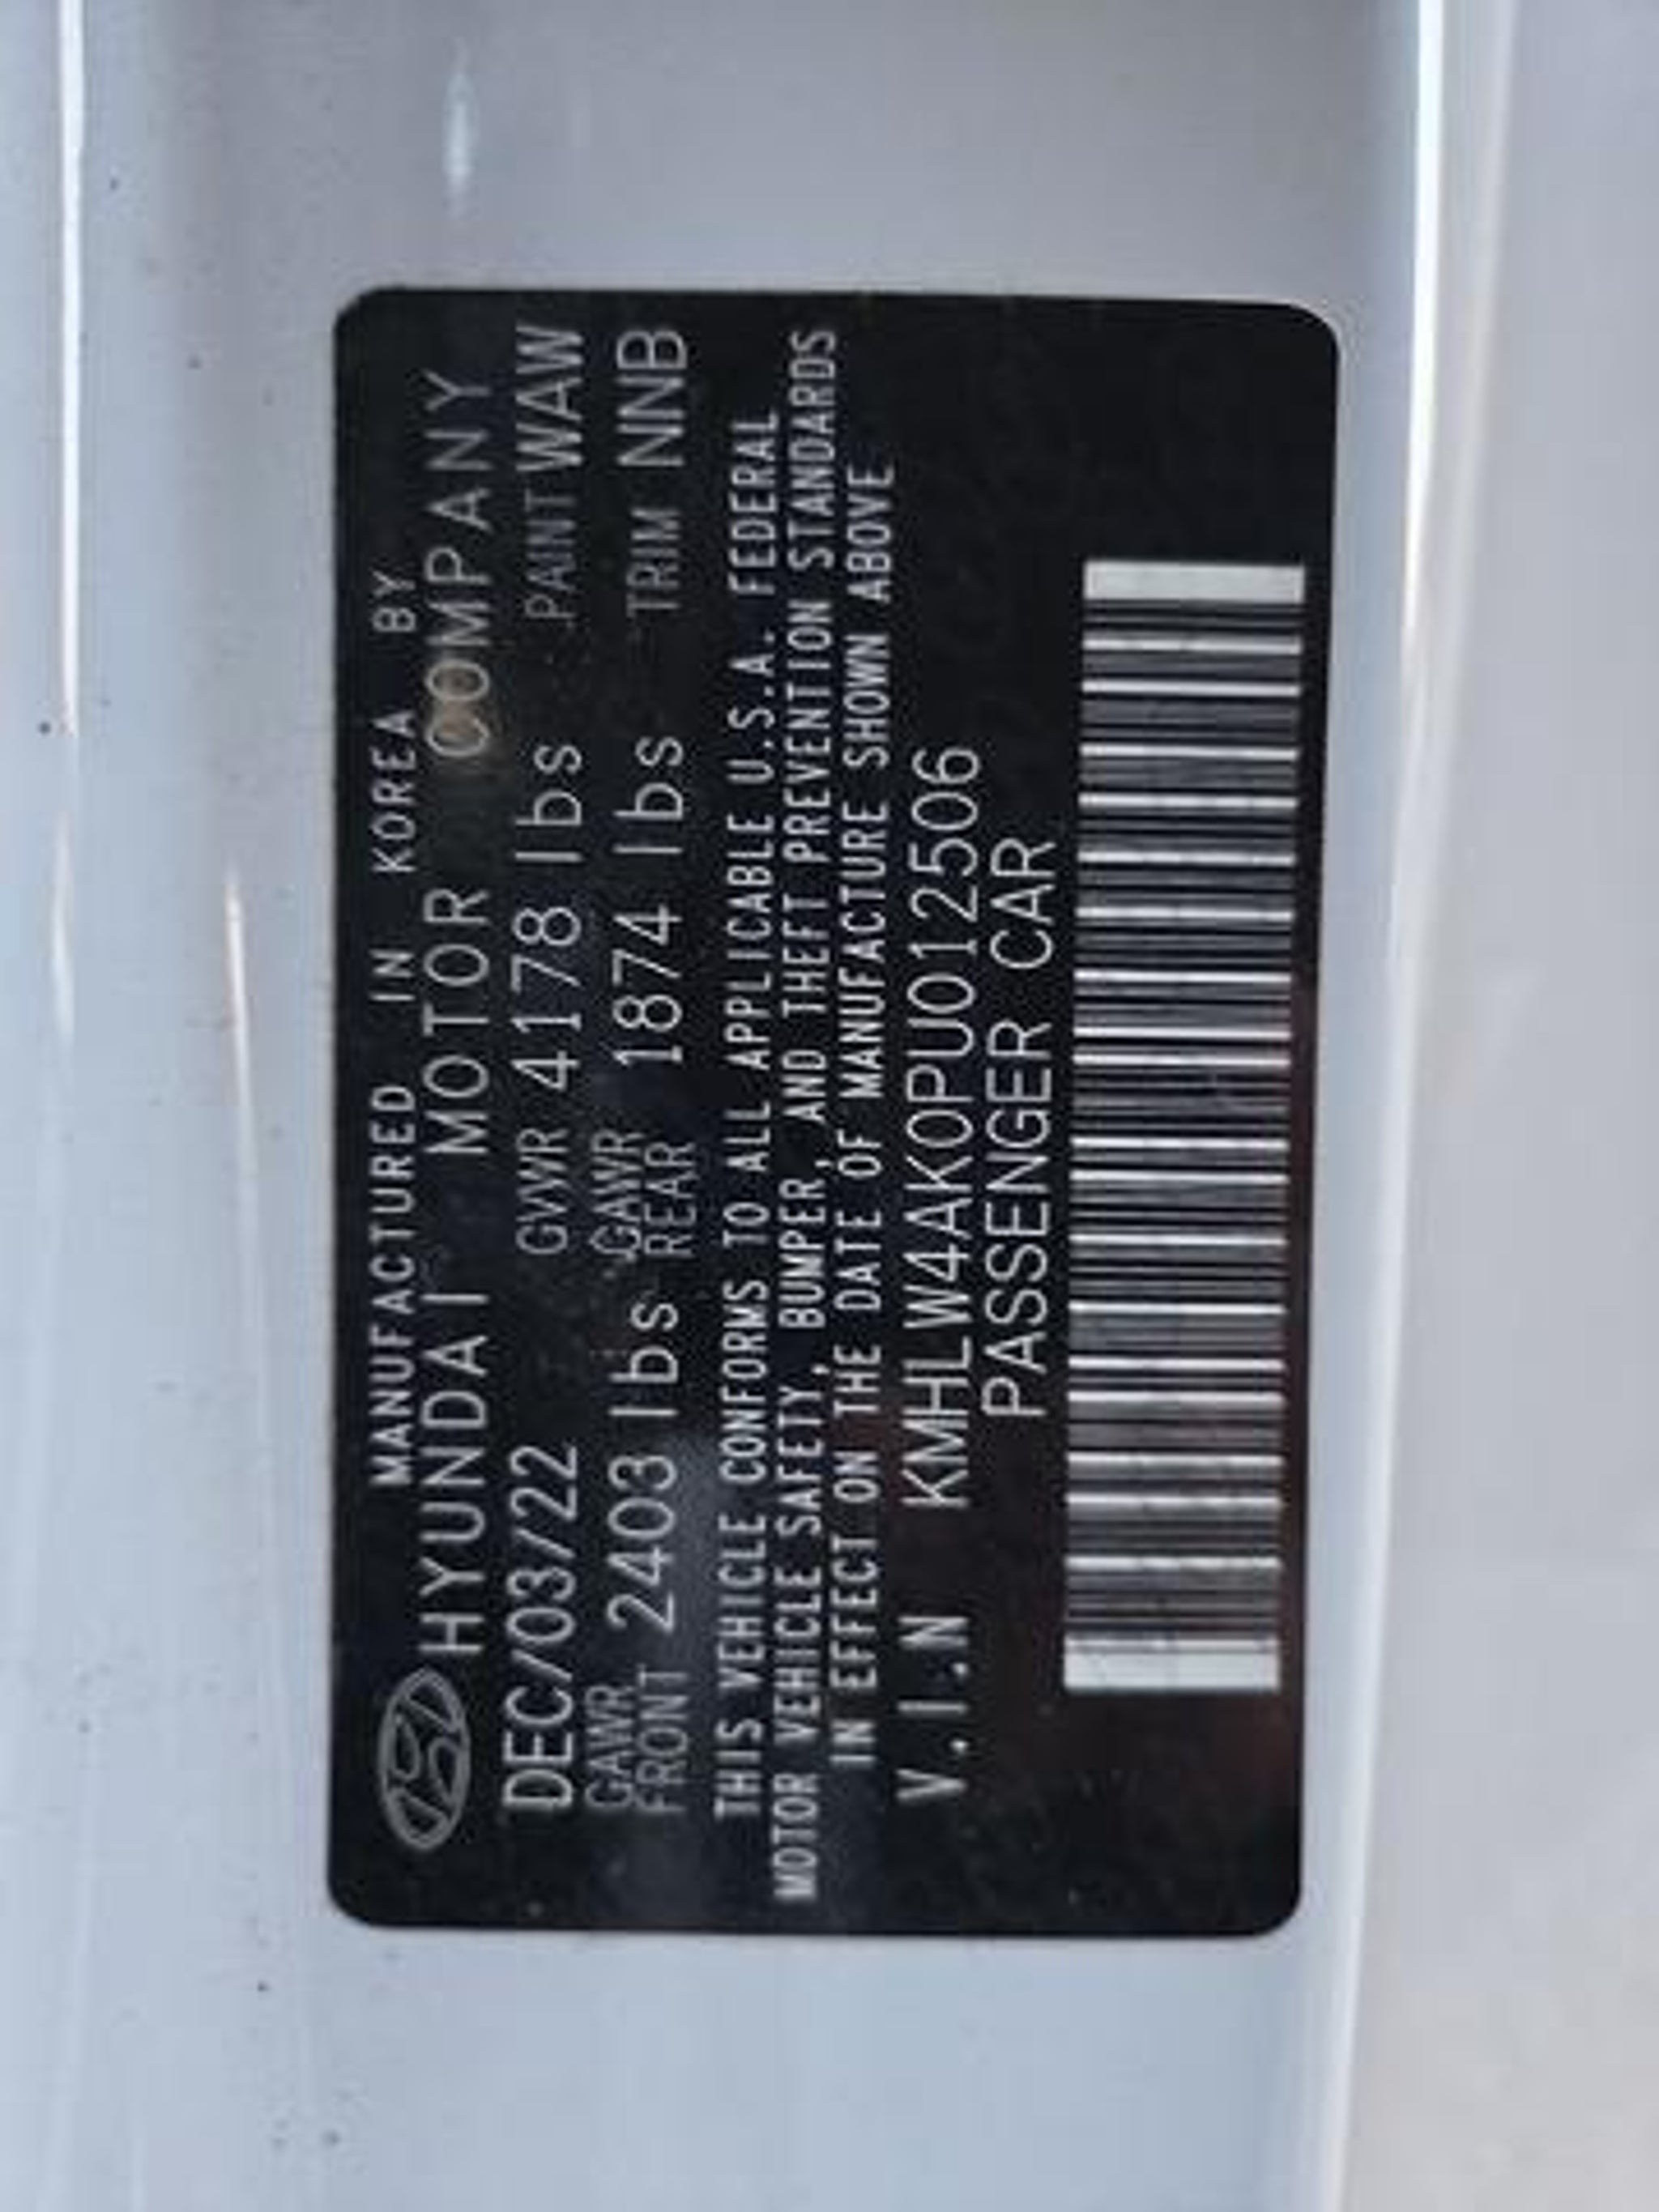 MANUFACTURED IN KOREA BY
HYUNDAI MOTOR COMPANY
DEC/03/22 GVWR 4178 lbs PAINT WAW
GAWR FRONT 2403 lbs GAWR REAR 1874 lbs TRIM NNB
THIS VEHICLE CONFORMS TO ALL APPLICABLE U.S.A. FEDERAL
MOTOR VEHICLE SAFETY, BUMPER, AND THEFT PREVENTION STANDARDS
IN EFFECT ON THE DATE OF MANUFACTURE SHOWN ABOVE
V.I.N KMHLW4AK0PU012506
PASSENGER CAR